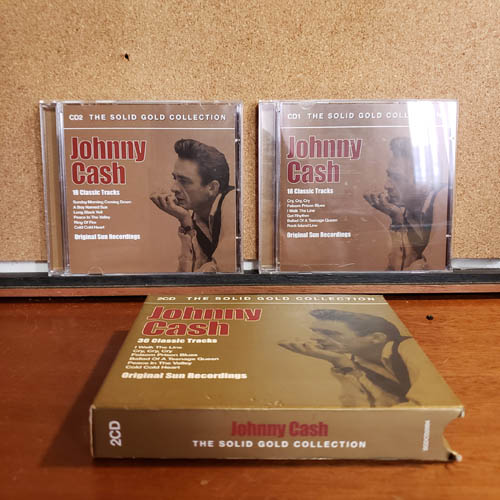 CD2 THE SOLID GOLD COLLECTION
Johnny
Cash
18 Classic Tracks
Sunday Morning Coming Down
A Boy Named Sue
Long Black Veil
Peace In The Valley
Ring Of Fire
Cold Cold Heart
Original Sun Recordings
CD1 THE SOLID GOLD COLLECTION
Johnny
Cash
18 Classic Tracks
Cry, Cry, Cry
Folsom Prison Blues
I Walk The Line
Get Rhythm
Ballad Of A Teenage Queen
Rock Island Line
Original Sun Recordings
2CD THE SOLID GOLD COLLECTION
Johnny
Cash
36 Classic Tracks
I Walk The Line
Cry, Cry, Cry
Folsom Prison Blues
Ballad Of A Teenage Queen
Peace In The Valley
Cold Cold Heart
Original Sun Recordings
2CD
Johnny Cash
THE SOLID GOLD COLLECTION